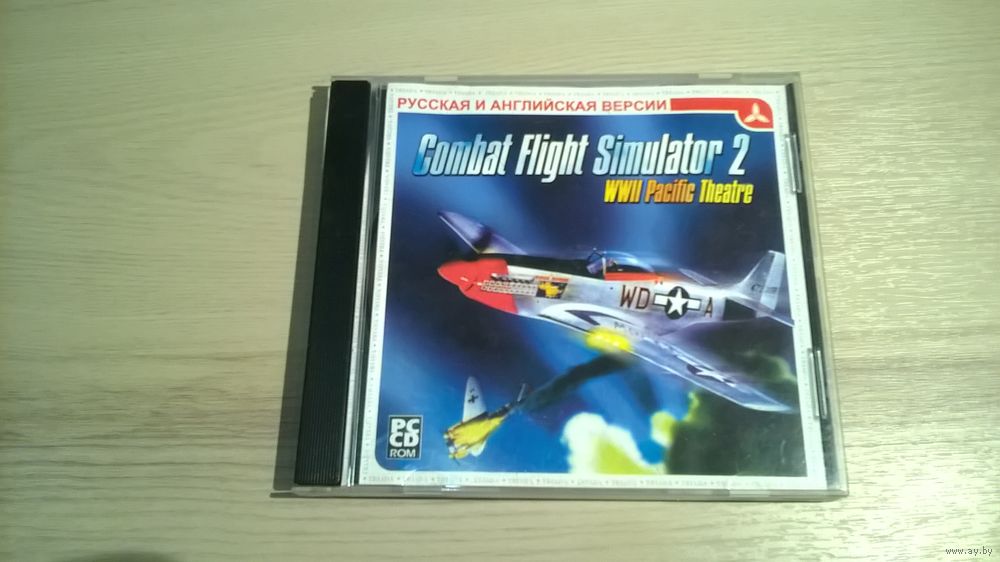 РУССКАЯ И АНГЛИЙСКАЯ ВЕРСИИ
Combat Flight Simulator 2
WWII Pacific Theatre
WD A
PC
CD
ROM
www.ay.by